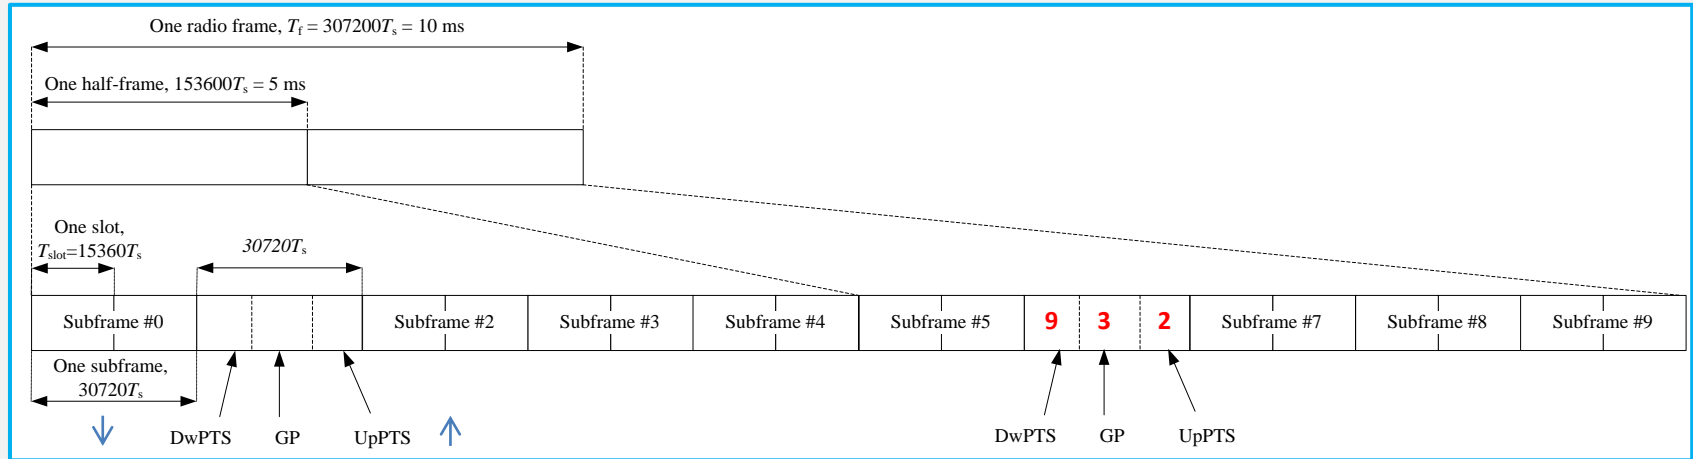 One radio frame, Tf = 307200Ts = 10 ms
One half-frame, 153600Ts = 5 ms
One slot,
Tslot=15360Ts
30720Ts
Subframe #0
Subframe #2
Subframe #3
Subframe #4
Subframe #5
9
3
2
Subframe #7
Subframe #8
Subframe #9
One subframe,
30720Ts
DwPTS
GP
UpPTS
DwPTS
GP
UpPTS